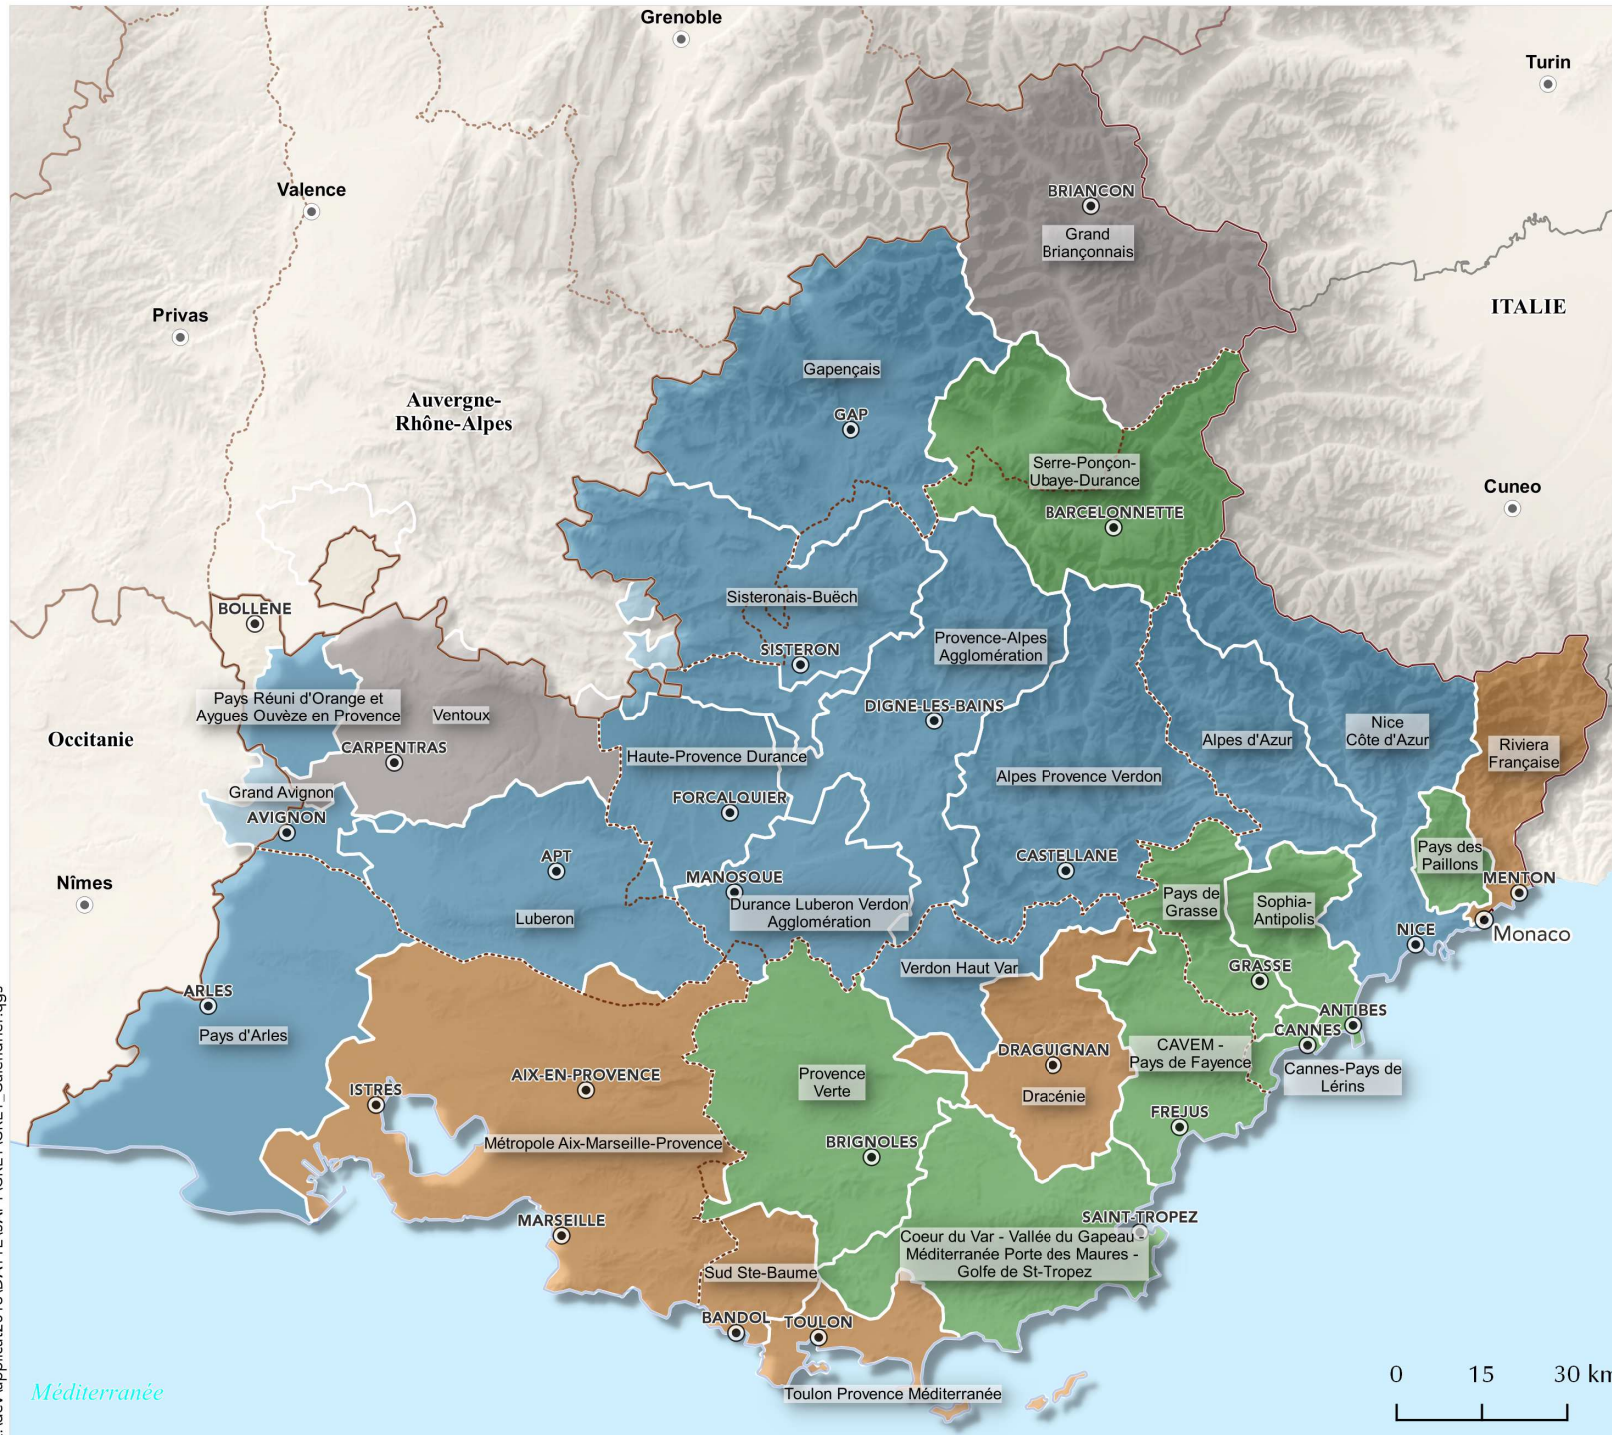 Grenoble
Turin
Valence
BRIANCON
Grand
Briançonnais
ITALIE
Privas
Gapençais
GAP
Auvergne-
Rhône-Alpes
Serre-Ponçon-
Ubaye-Durance
BARCELONNETTE
Cuneo
BOLLENE
Sisteronais-Buëch
SISTERON
Provence-Alpes
Agglomération
Pays Réuni d'Orange et
Aygues Ouvèze en Provence
Ventoux
DIGNE-LES-BAINS
Nice
Côte d'Azur
Alpes d'Azur
Riviera
Française
Occitanie
CARPENTRAS
Haute-Provence Durance
Alpes Provence Verdon
Grand Avignon
AVIGNON
FORCALQUIER
APT
CASTELLANE
Pays des
Paillons
Nîmes
MANOSQUE
MENTON
Pays de
Grasse
Sophia-
Antipolis
Durance Luberon Verdon
Agglomération
Luberon
NICE
Monaco
Verdon Haut Var
GRASSE
ARLES
Pays d'Arles
ANTIBES
CANNES
DRAGUIGNAN
CAVEM -
Pays de Fayence
Cannes-Pays de
Lérins
AIX-EN-PROVENCE
Provence
Verte
Dracénie
ISTRES
FREJUS
Métropole Aix-Marseille-Provence
BRIGNOLES
MARSEILLE
SAINT-TROPEZ
Coeur du Var - Vallée du Gapeau -
Méditerranée Porte des Maures -
Golfe de St-Tropez
Sud Ste-Baume
BANDOL
TOULON
Toulon Provence Méditerranée
Méditerranée
0 15 30 km